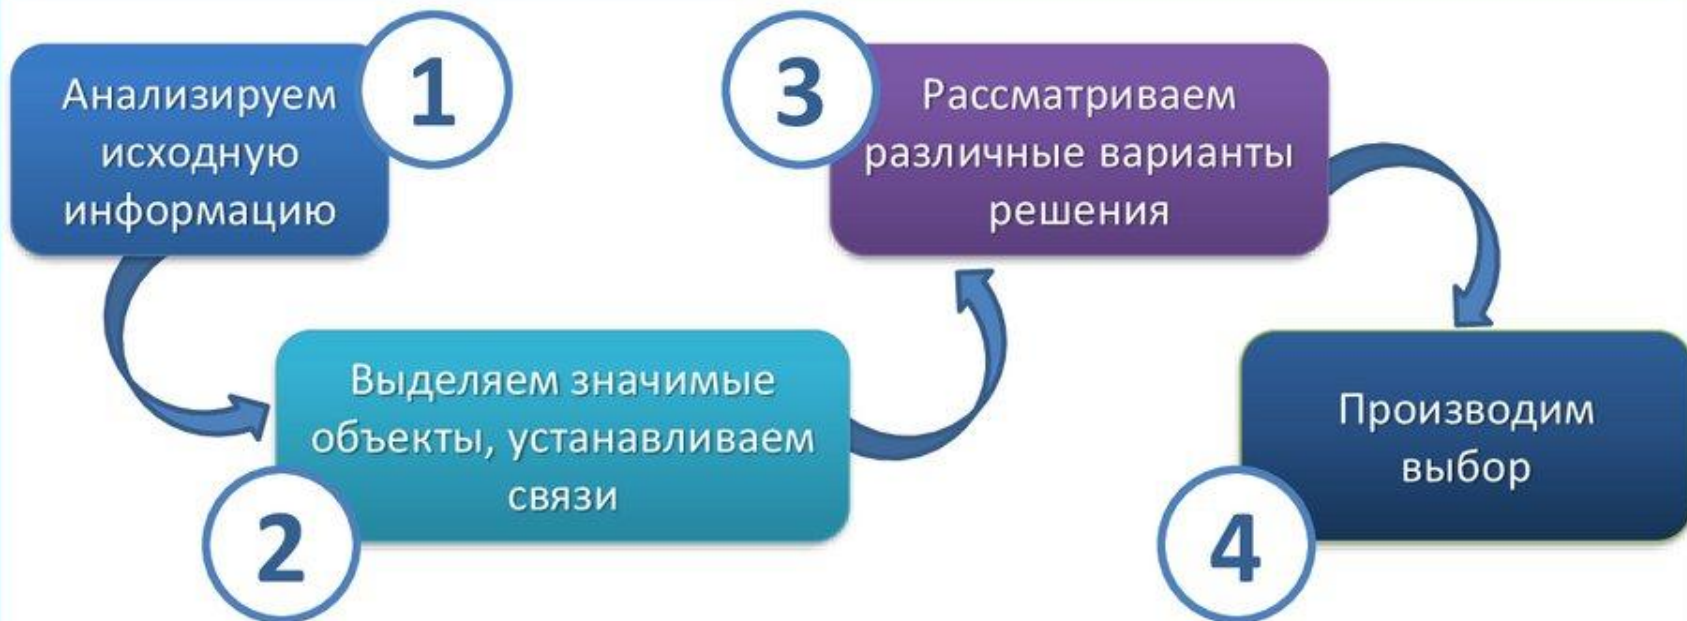 1
Анализируем
исходную
информацию
2
Выделяем значимые
объекты, устанавливаем
связи
3
Рассматриваем
различные варианты
решения
4
Производим
выбор